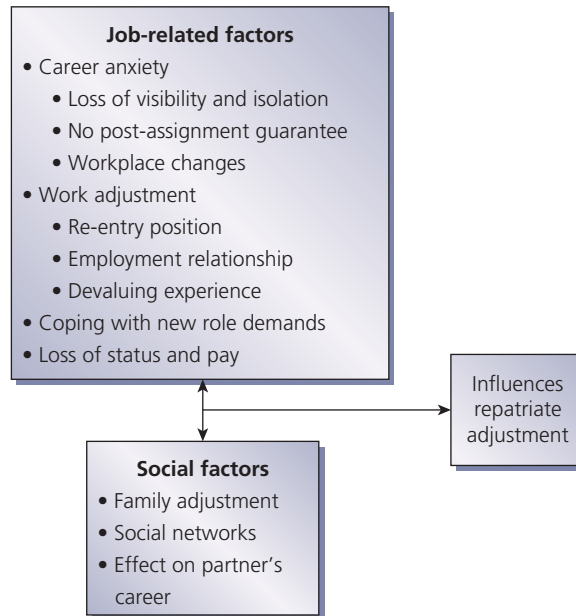 Job-related factors
• Career anxiety
• Loss of visibility and isolation
• No post-assignment guarantee
• Workplace changes
• Work adjustment
• Re-entry position
• Employment relationship
• Devaluing experience
• Coping with new role demands
• Loss of status and pay
Influences
repatriate
adjustment
Social factors
• Family adjustment
• Social networks
• Effect on partner’s
career